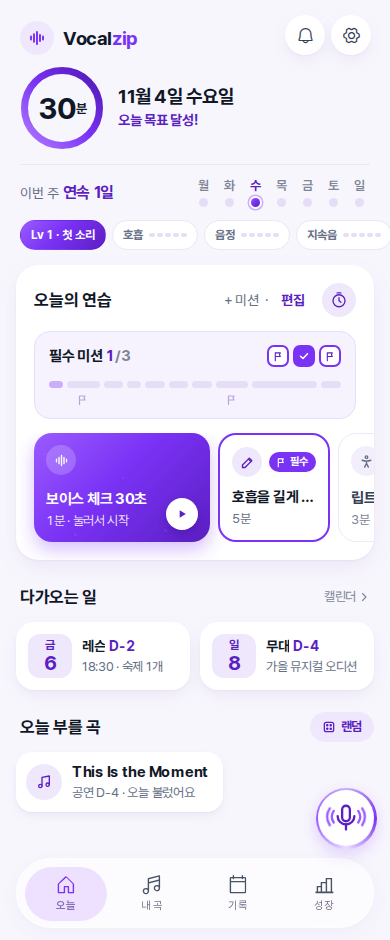 Vocalzip
30분
11월 4일 수요일
오늘 목표 달성!
이번 주 연속 1일
월 화 수 목 금 토 일
Lv 1 · 첫 소리
호흡
음정
지속음
오늘의 연습
+ 미션 · 편집
필수 미션 1/3
보이스 체크 30초
1분 · 눌러서 시작
필수
호흡을 길게 ...
5분
립트
3분
다가오는 일
캘린더
금
6
레슨 D-2
18:30 · 숙제 1개
일
8
무대 D-4
가을 뮤지컬 오디션
오늘 부를 곡
랜덤
This Is the Moment
공연 D-4 · 오늘 불렀어요
오늘
내 곡
기록
성장